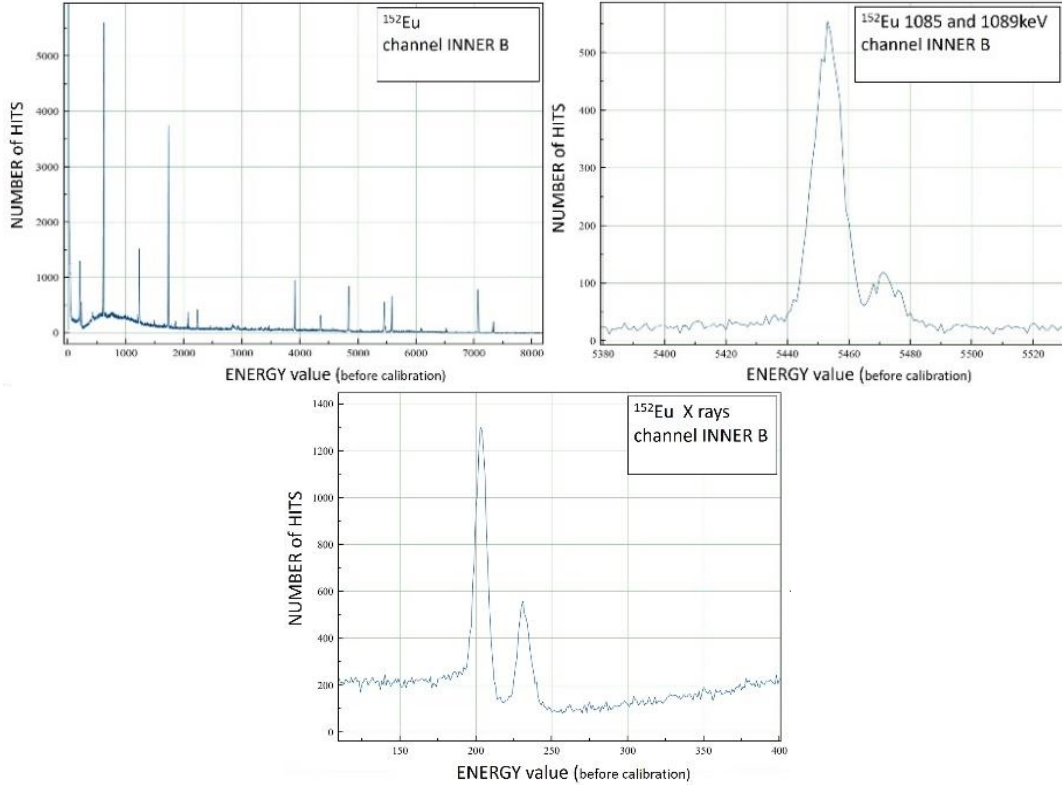 ¹⁵²Eu
channel INNER B
NUMBER of HITS
5000
4000
3000
2000
1000
0
0 1000 2000 3000 4000 5000 6000 7000 8000
ENERGY value (before calibration)
¹⁵²Eu 1085 and 1089keV
channel INNER B
NUMBER of HITS
500
400
300
200
100
0
5380 5400 5420 5440 5460 5480 5500 5520
ENERGY value (before calibration)
¹⁵²Eu X rays
channel INNER B
NUMBER of HITS
1400
1200
1000
800
600
400
200
0
150 200 250 300 350 400
ENERGY value (before calibration)